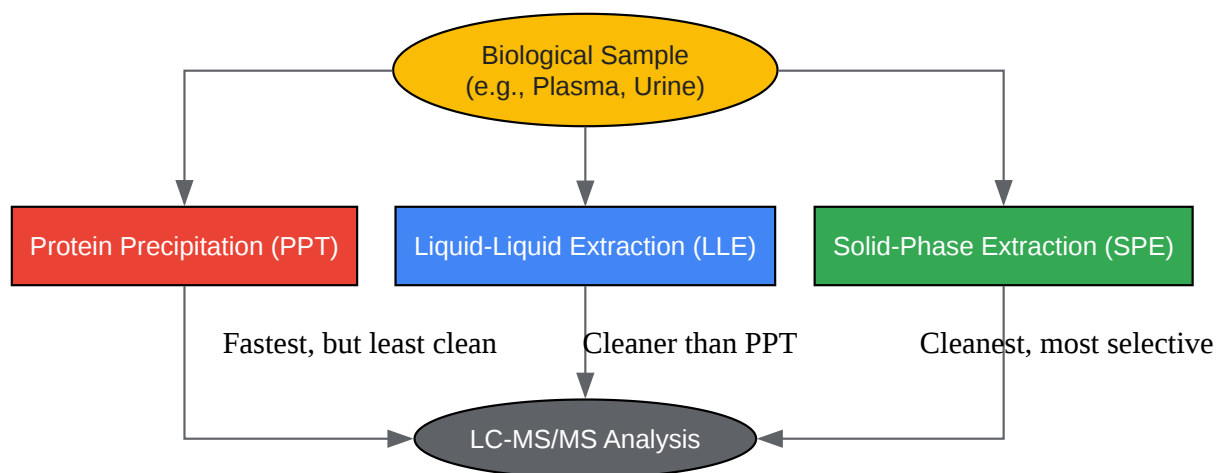 Biological Sample
(e.g., Plasma, Urine)
Protein Precipitation (PPT)
Liquid-Liquid Extraction (LLE)
Solid-Phase Extraction (SPE)
Fastest, but least clean
Cleaner than PPT
Cleanest, most selective
LC-MS/MS Analysis